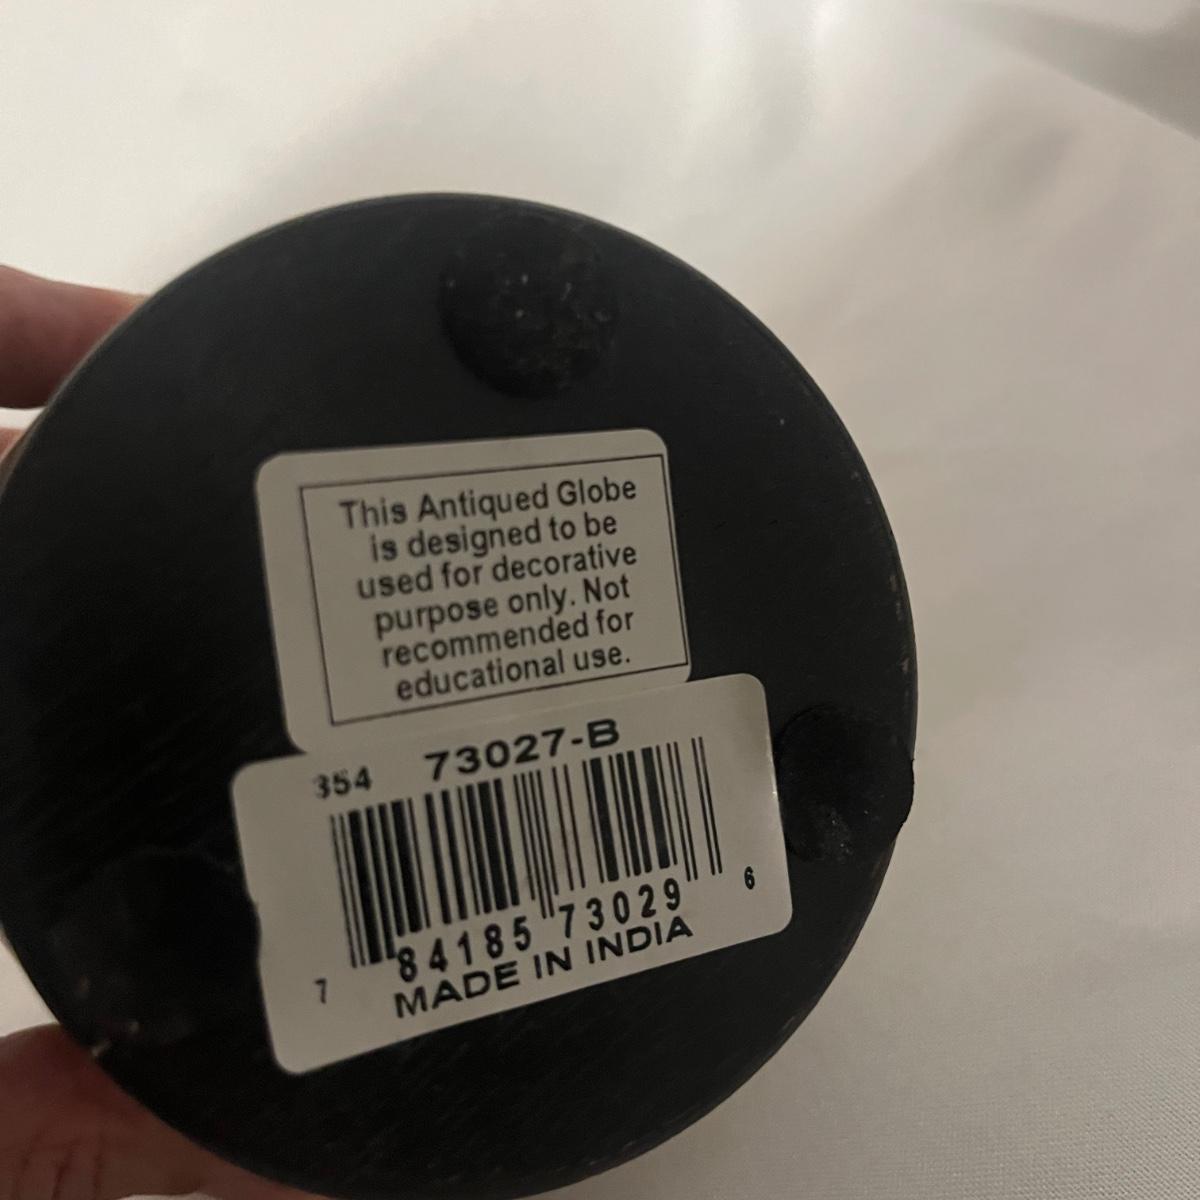 This Antiqued Globe
is designed to be
used for decorative
purpose only. Not
recommended for
educational use.
354 73027-B
7 84185 73029 6
MADE IN INDIA